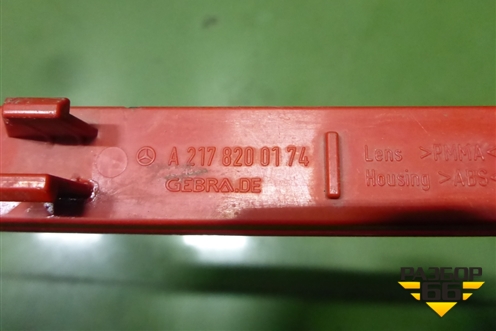 A 217 820 01 74
GEBRA.DE
Lens >PMMA<
Housing >ABS<
РАЗБОР
66